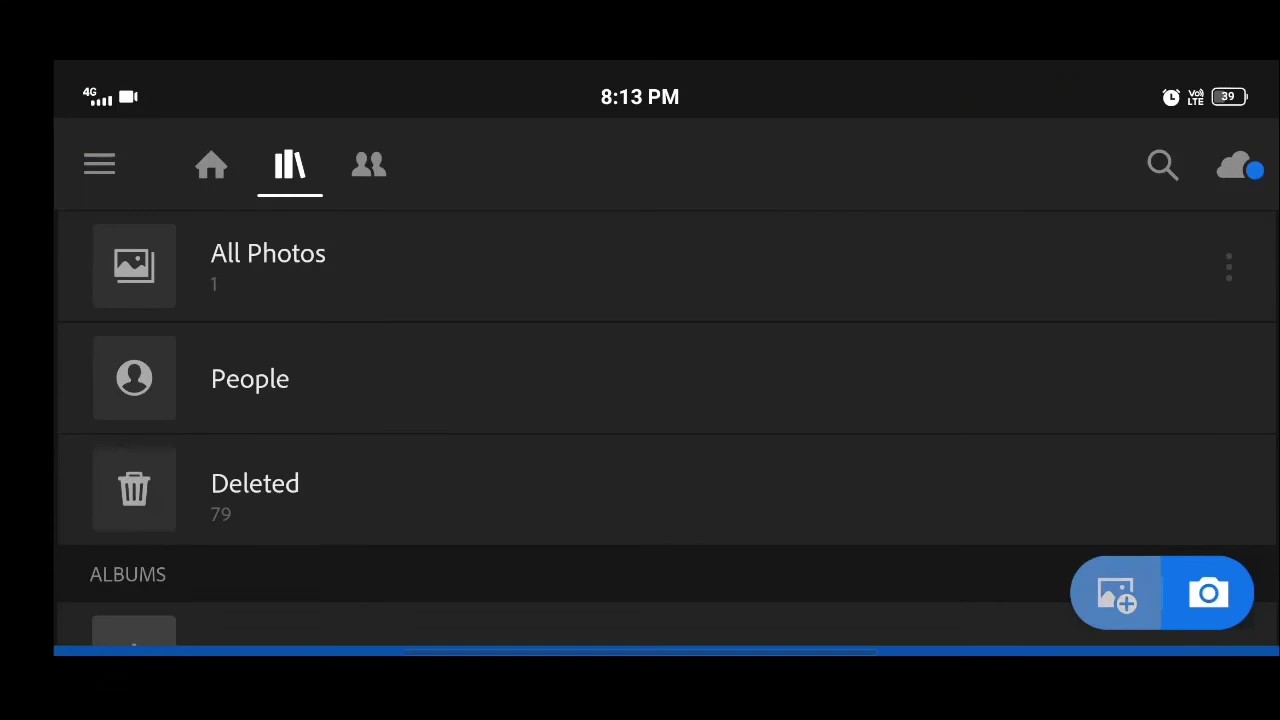 4G 8:13 PM Vo) LTE 39
All Photos
1
People
Deleted
79
ALBUMS